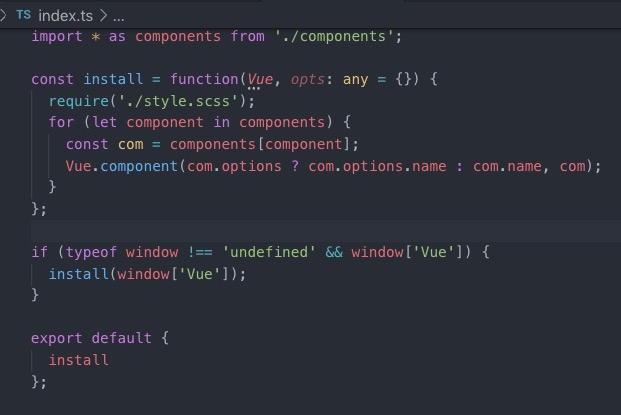 TS index.ts > ...
import * as components from './components';
const install = function(Vue, opts: any = {}) {
  require('./style.scss');
  for (let component in components) {
    const com = components[component];
    Vue.component(com.options ? com.options.name : com.name, com);
  }
};
if (typeof window !== 'undefined' && window['Vue']) {
  install(window['Vue']);
}
export default {
  install
};